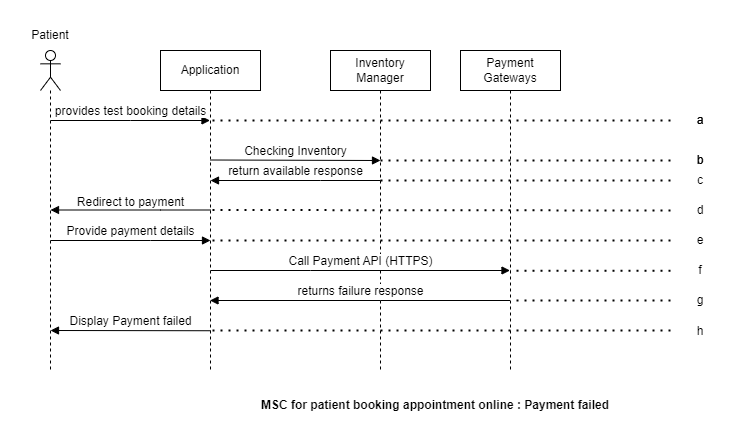 Patient
Application
Inventory
Manager
Payment
Gateways
provides test booking details
a
Checking Inventory
b
return available response
c
Redirect to payment
d
Provide payment details
e
Call Payment API (HTTPS)
f
returns failure response
g
Display Payment failed
h
MSC for patient booking appointment online : Payment failed